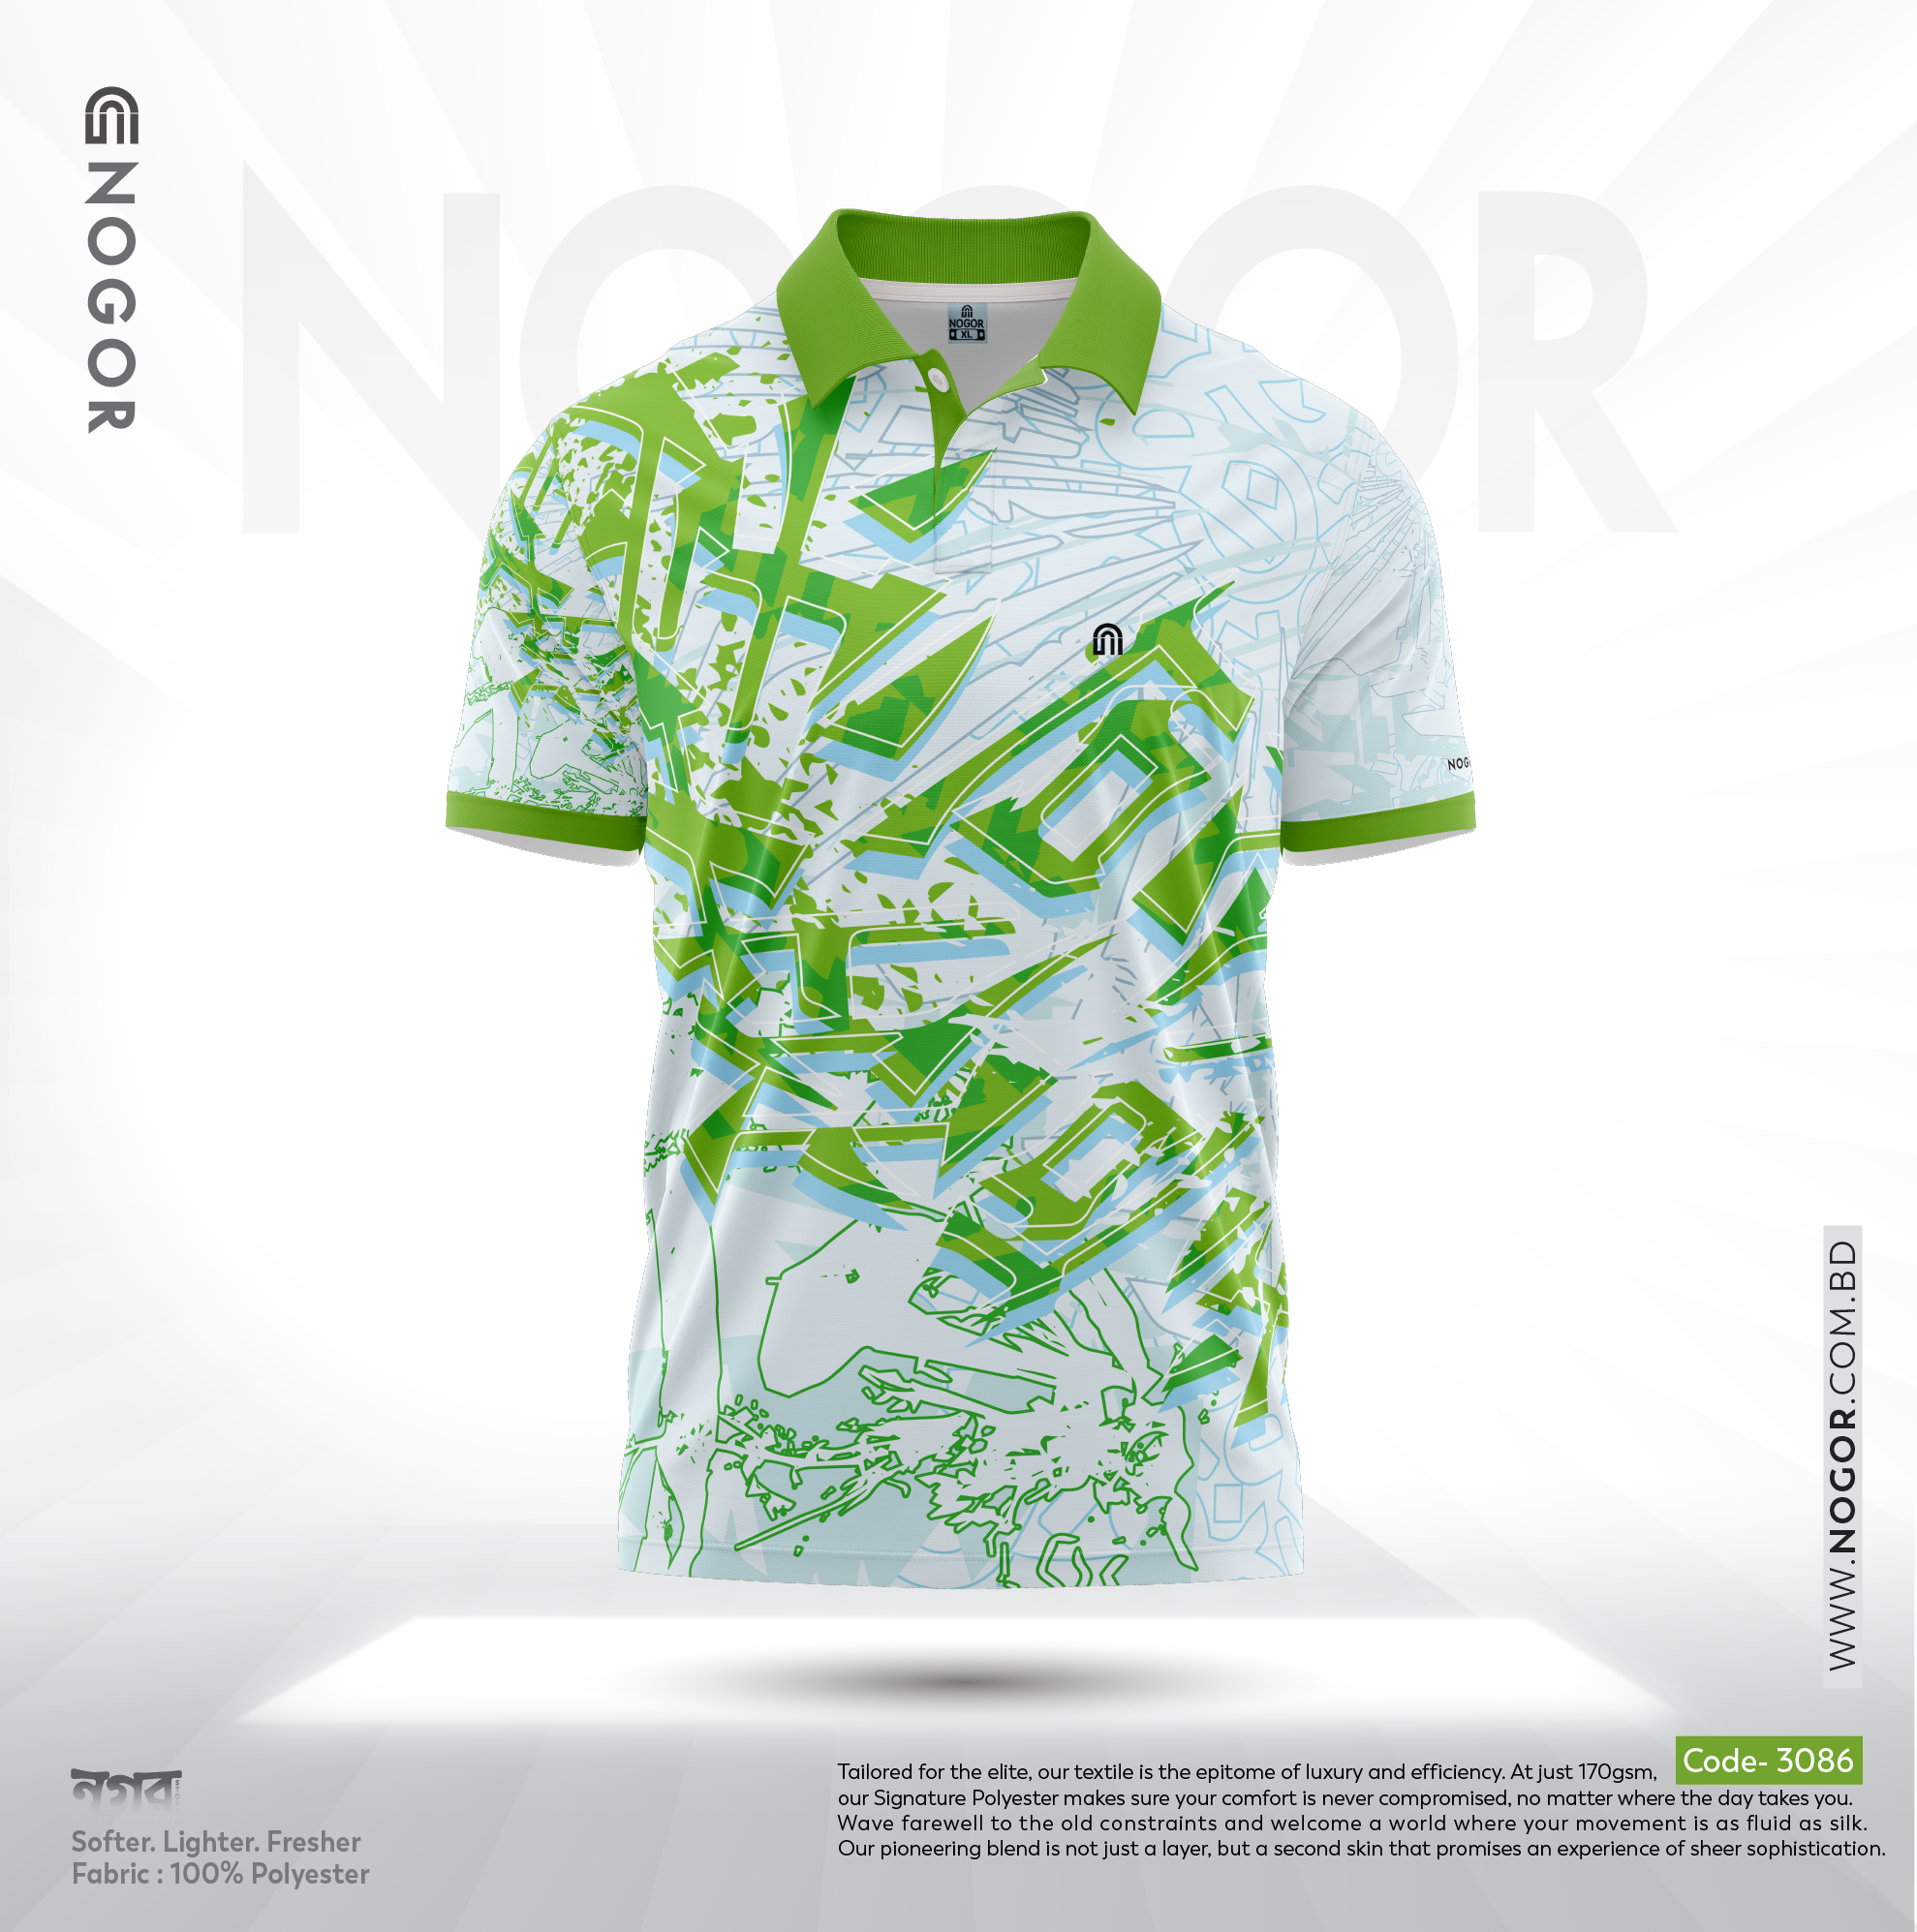 NOGOR
NOGOR
NOGOR
XL
NOG
WWW.NOGOR.COM.BD
Code- 3086
Tailored for the elite, our textile is the epitome of luxury and efficiency. At just 170gsm,
our Signature Polyester makes sure your comfort is never compromised, no matter where the day takes you.
Wave farewell to the old constraints and welcome a world where your movement is as fluid as silk.
Our pioneering blend is not just a layer, but a second skin that promises an experience of sheer sophistication.
নগর
Softer. Lighter. Fresher
Fabric : 100% Polyester